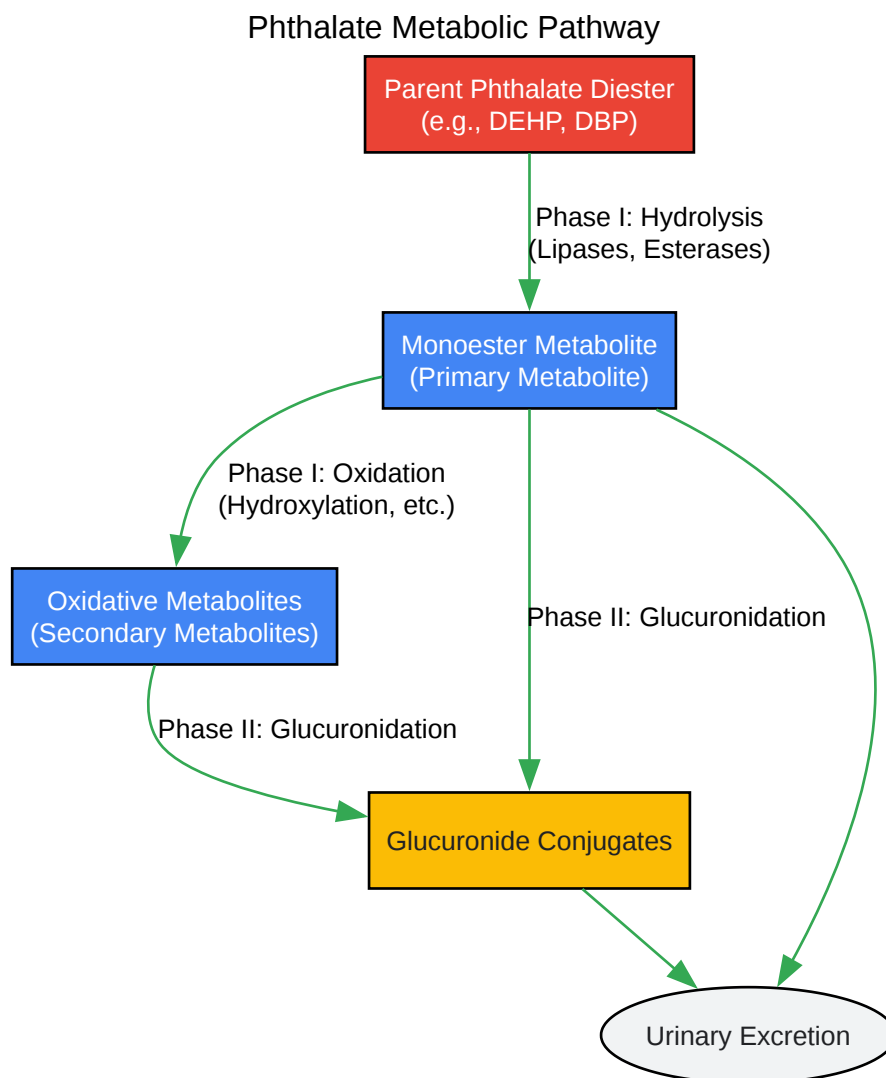 Phthalate Metabolic Pathway
Parent Phthalate Diester
(e.g., DEHP, DBP)
Phase I: Hydrolysis
(Lipases, Esterases)
Monoester Metabolite
(Primary Metabolite)
Phase I: Oxidation
(Hydroxylation, etc.)
Oxidative Metabolites
(Secondary Metabolites)
Phase II: Glucuronidation
Phase II: Glucuronidation
Glucuronide Conjugates
Urinary Excretion